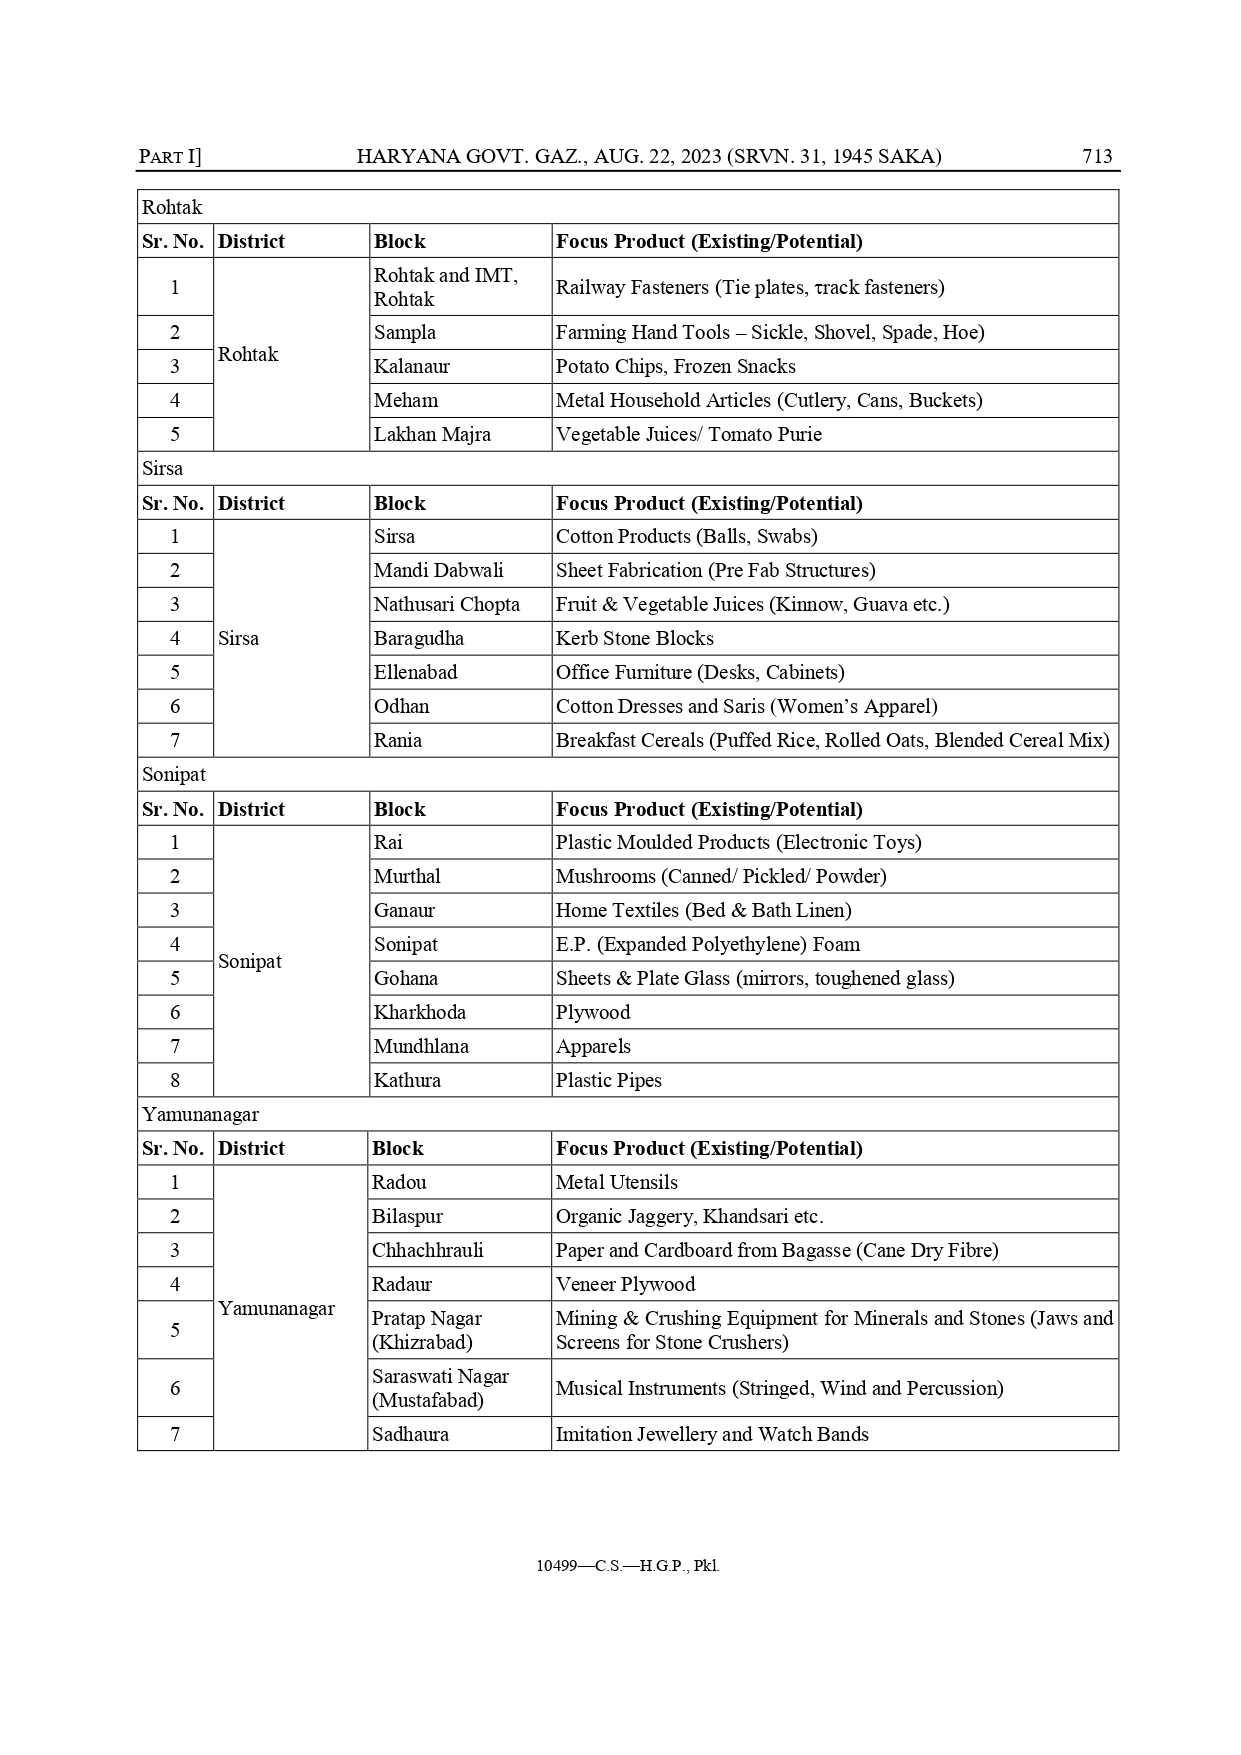 PART I] HARYANA GOVT. GAZ., AUG. 22, 2023 (SRVN. 31, 1945 SAKA) 713
Rohtak
Sr. No. District Block Focus Product (Existing/Potential)
1 Rohtak and IMT, Rohtak Railway Fasteners (Tie plates, τrack fasteners)
2 Sampla Farming Hand Tools – Sickle, Shovel, Spade, Hoe)
Rohtak
3 Kalanaur Potato Chips, Frozen Snacks
4 Meham Metal Household Articles (Cutlery, Cans, Buckets)
5 Lakhan Majra Vegetable Juices/ Tomato Purie
Sirsa
Sr. No. District Block Focus Product (Existing/Potential)
1 Sirsa Cotton Products (Balls, Swabs)
2 Mandi Dabwali Sheet Fabrication (Pre Fab Structures)
3 Nathusari Chopta Fruit & Vegetable Juices (Kinnow, Guava etc.)
4 Sirsa Baragudha Kerb Stone Blocks
5 Ellenabad Office Furniture (Desks, Cabinets)
6 Odhan Cotton Dresses and Saris (Women’s Apparel)
7 Rania Breakfast Cereals (Puffed Rice, Rolled Oats, Blended Cereal Mix)
Sonipat
Sr. No. District Block Focus Product (Existing/Potential)
1 Rai Plastic Moulded Products (Electronic Toys)
2 Murthal Mushrooms (Canned/ Pickled/ Powder)
3 Ganaur Home Textiles (Bed & Bath Linen)
4 Sonipat E.P. (Expanded Polyethylene) Foam
Sonipat
5 Gohana Sheets & Plate Glass (mirrors, toughened glass)
6 Kharkhoda Plywood
7 Mundhlana Apparels
8 Kathura Plastic Pipes
Yamunanagar
Sr. No. District Block Focus Product (Existing/Potential)
1 Radou Metal Utensils
2 Bilaspur Organic Jaggery, Khandsari etc.
3 Chhachhrauli Paper and Cardboard from Bagasse (Cane Dry Fibre)
4 Radaur Veneer Plywood
Yamunanagar
5 Pratap Nagar (Khizrabad) Mining & Crushing Equipment for Minerals and Stones (Jaws and
Screens for Stone Crushers)
6 Saraswati Nagar (Mustafabad) Musical Instruments (Stringed, Wind and Percussion)
7 Sadhaura Imitation Jewellery and Watch Bands
10499—C.S.—H.G.P., Pkl.